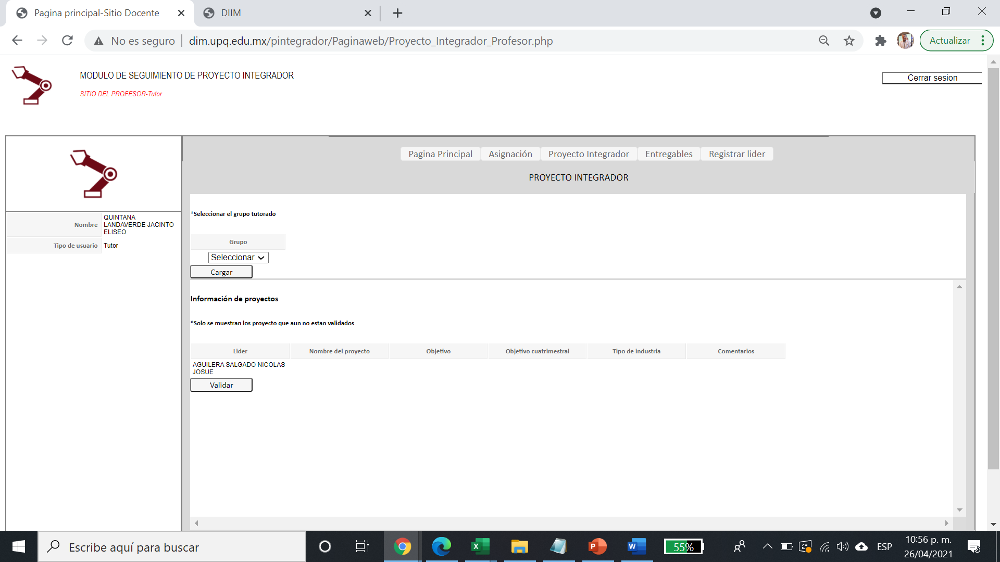 Pagina principal-Sitio Docente
DIIM
No es seguro
dim.upq.edu.mx/pintegrador/Paginaweb/Proyecto_Integrador_Profesor.php
Actualizar
MODULO DE SEGUIMIENTO DE PROYECTO INTEGRADOR
SITIO DEL PROFESOR-Tutor
Cerrar sesion
Pagina Principal
Asignación
Proyecto Integrador
Entregables
Registrar lider
PROYECTO INTEGRADOR
Nombre
QUINTANA
LANDAVERDE JACINTO
ELISEO
Tipo de usuario
Tutor
*Seleccionar el grupo tutorado
Grupo
Seleccionar
Cargar
Información de proyectos
*Solo se muestran los proyecto que aun no estan validados
Lider
Nombre del proyecto
Objetivo
Objetivo cuatrimestral
Tipo de industria
Comentarios
AGUILERA SALGADO NICOLAS
JOSUE
Validar
Escribe aquí para buscar
55%
ESP
10:56 p. m.
26/04/2021